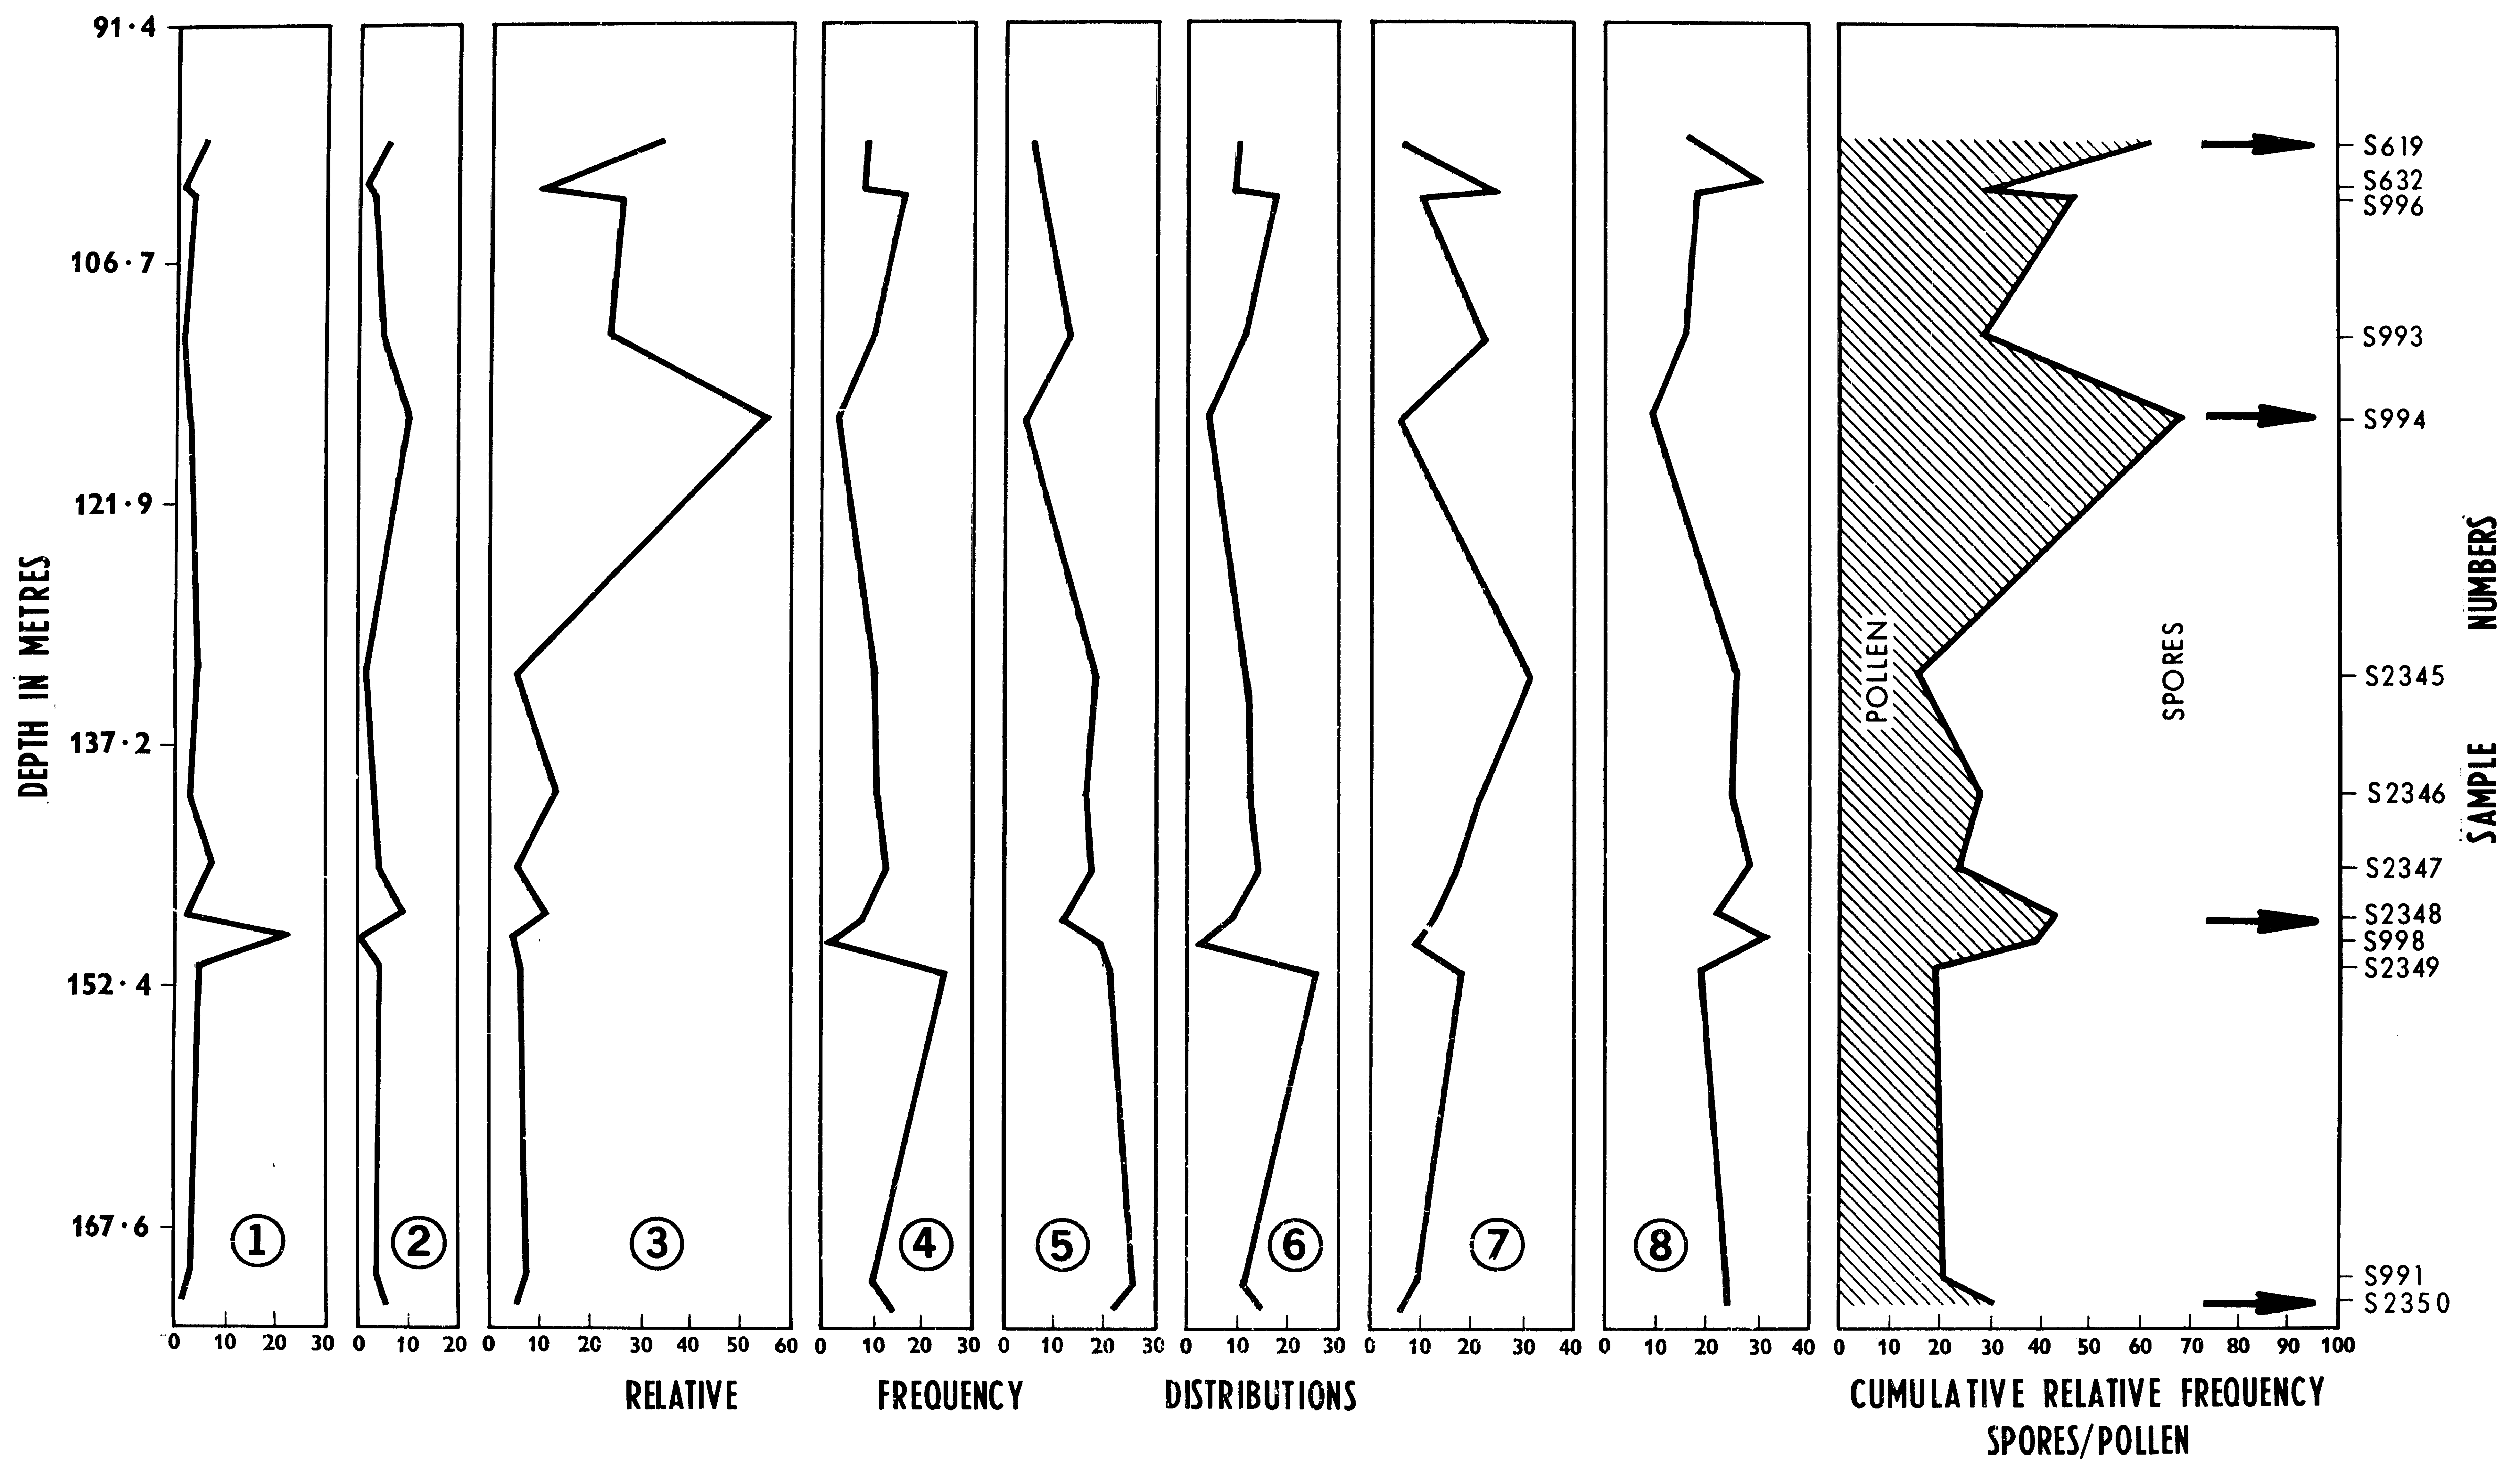 91·4
106·7
121·9
137·2
152·4
167·6
DEPTH IN METRES
1 2 3 4 5 6 7 8
POLLEN
SPORES
S619
S632
S996
S993
S994
S2345
S2346
S2347
S2348
S998
S2349
S991
S2350
SAMPLE NUMBERS
0 10 20 30 0 10 20 0 10 20 30 40 50 60 0 10 20 30 0 10 20 30 0 10 20 30 0 10 20 30 40 0 10 20 30 40 0 10 20 30 40 50 60 70 80 90 100
RELATIVE FREQUENCY DISTRIBUTIONS
CUMULATIVE RELATIVE FREQUENCY
SPORES/POLLEN